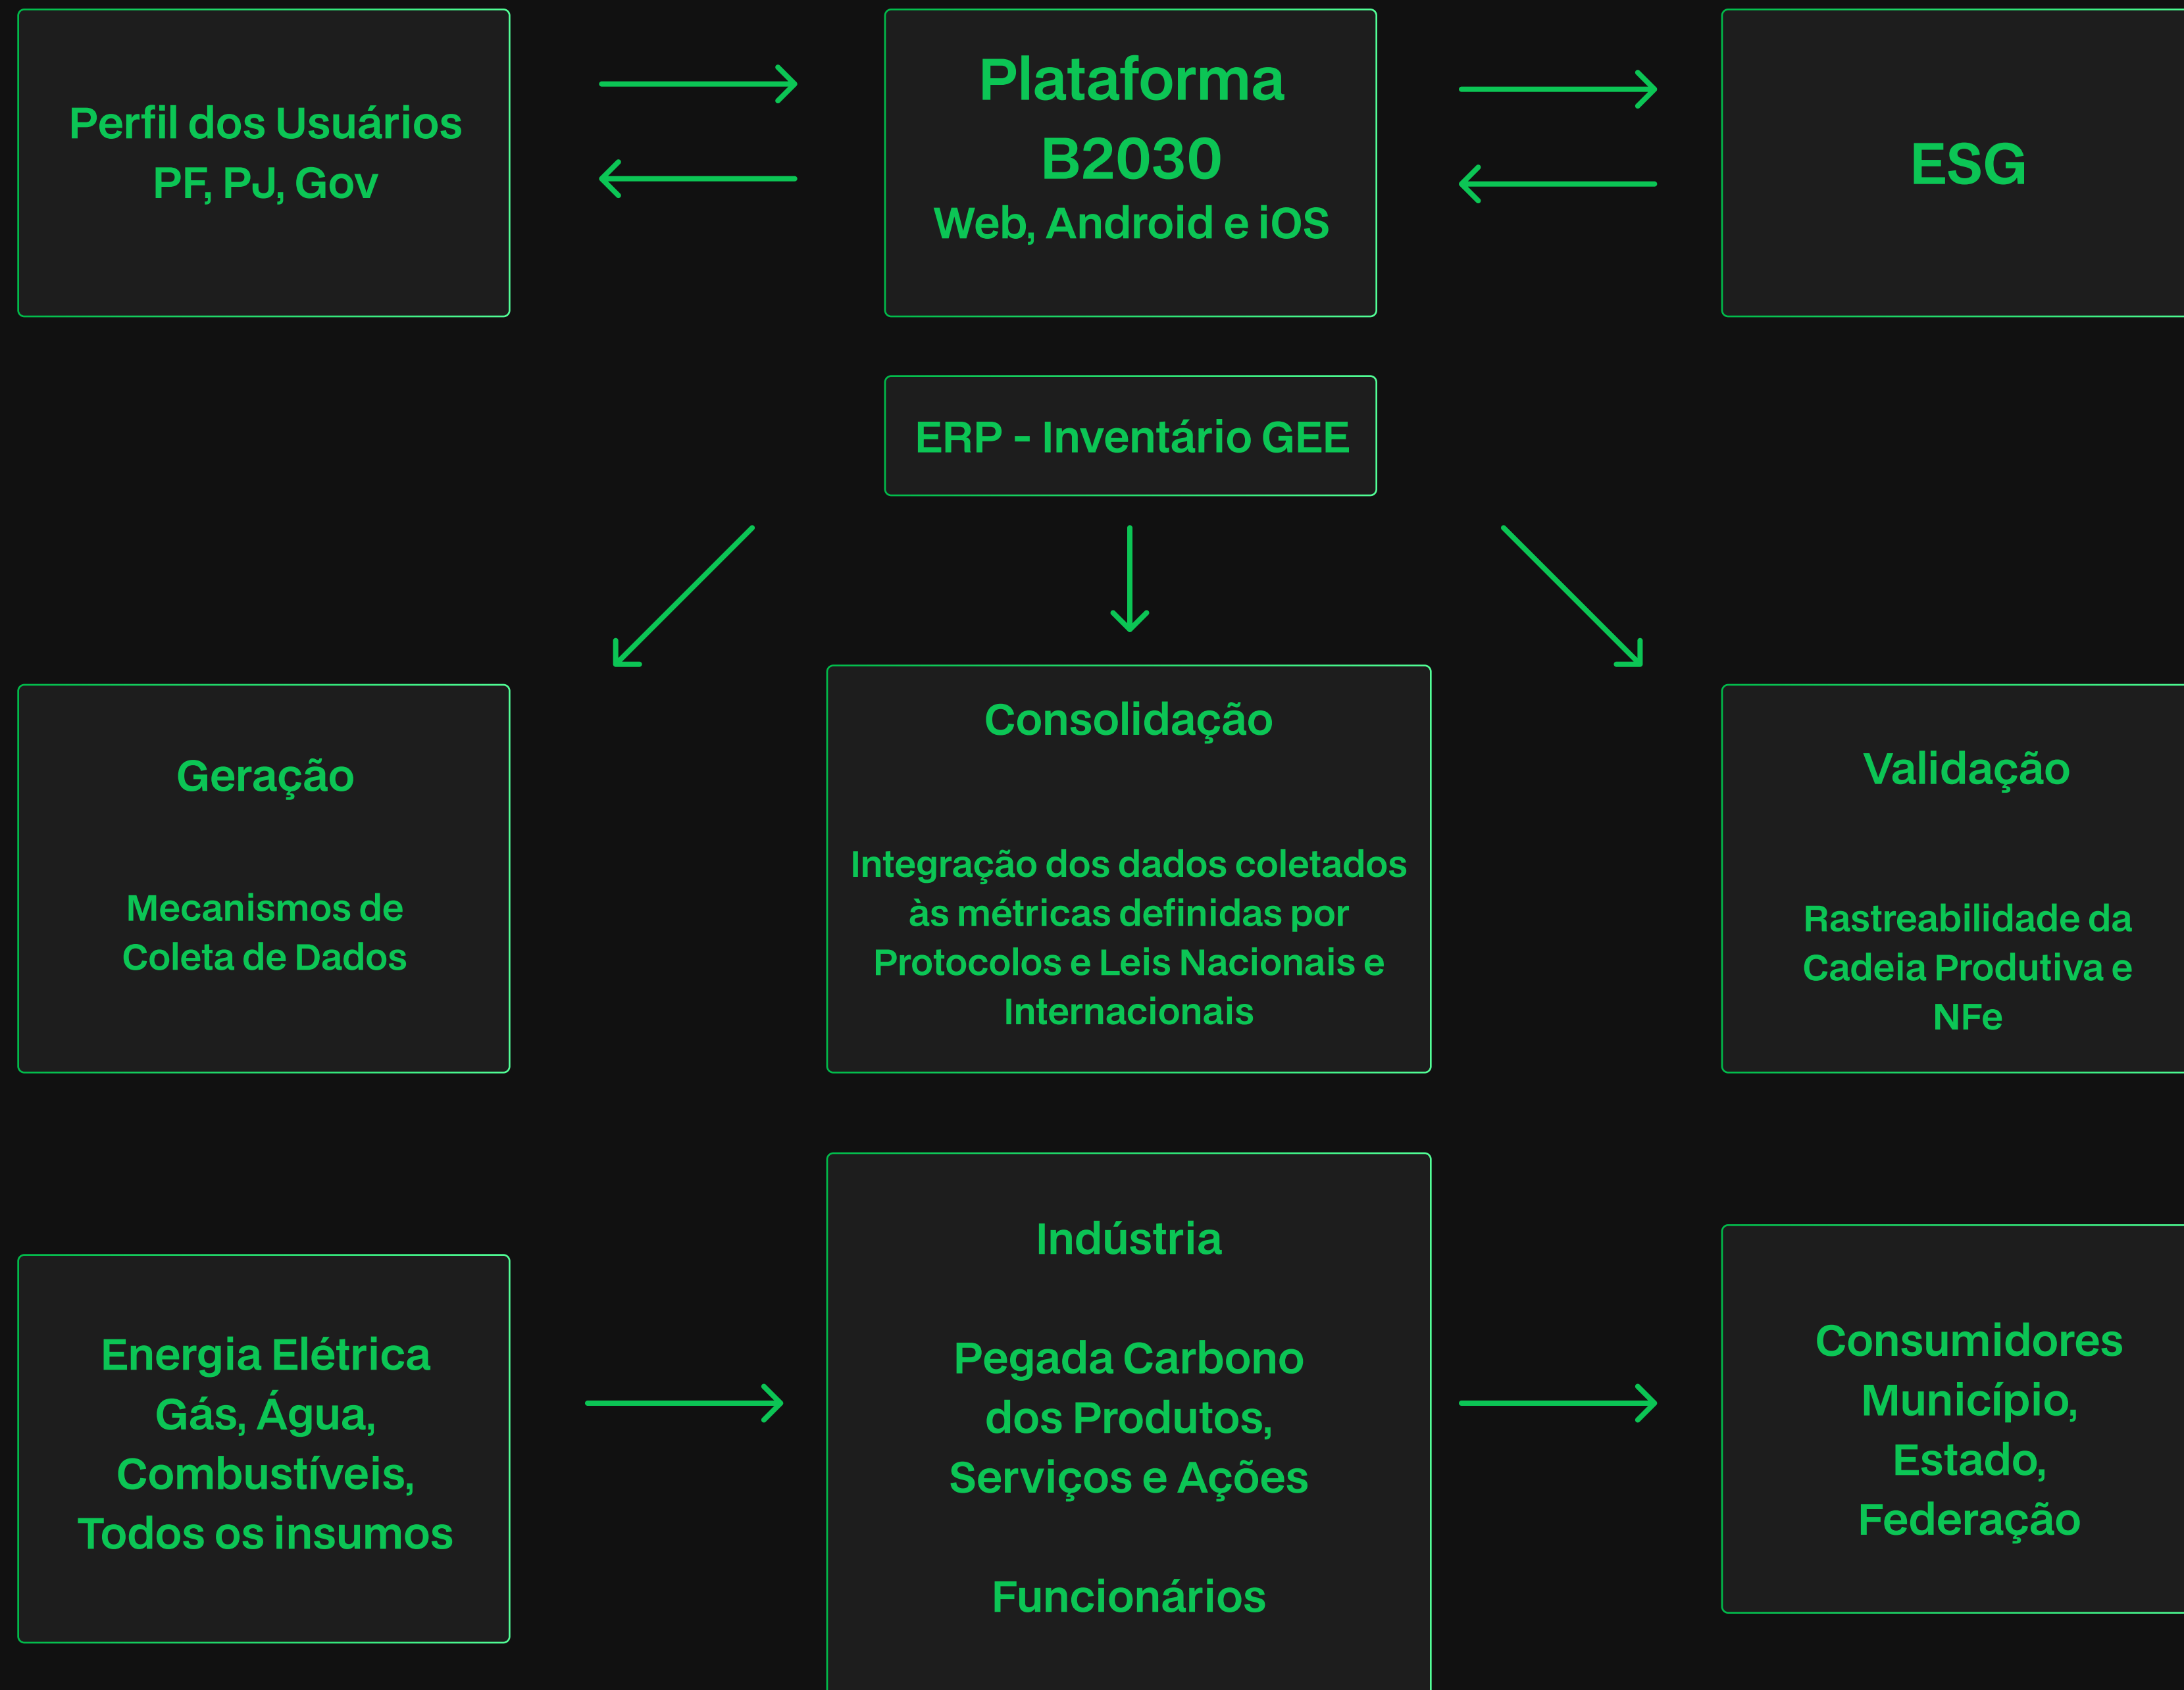 Perfil dos Usuários
PF, PJ, Gov
Plataforma
B2030
Web, Android e iOS
ESG
ERP - Inventário GEE
Geração
Mecanismos de
Coleta de Dados
Consolidação
Integração dos dados coletados
às métricas definidas por
Protocolos e Leis Nacionais e
Internacionais
Validação
Rastreabilidade da
Cadeia Produtiva e
NFe
Energia Elétrica
Gás, Água,
Combustíveis,
Todos os insumos
Indústria
Pegada Carbono
dos Produtos,
Serviços e Ações
Funcionários
Consumidores
Município,
Estado,
Federação